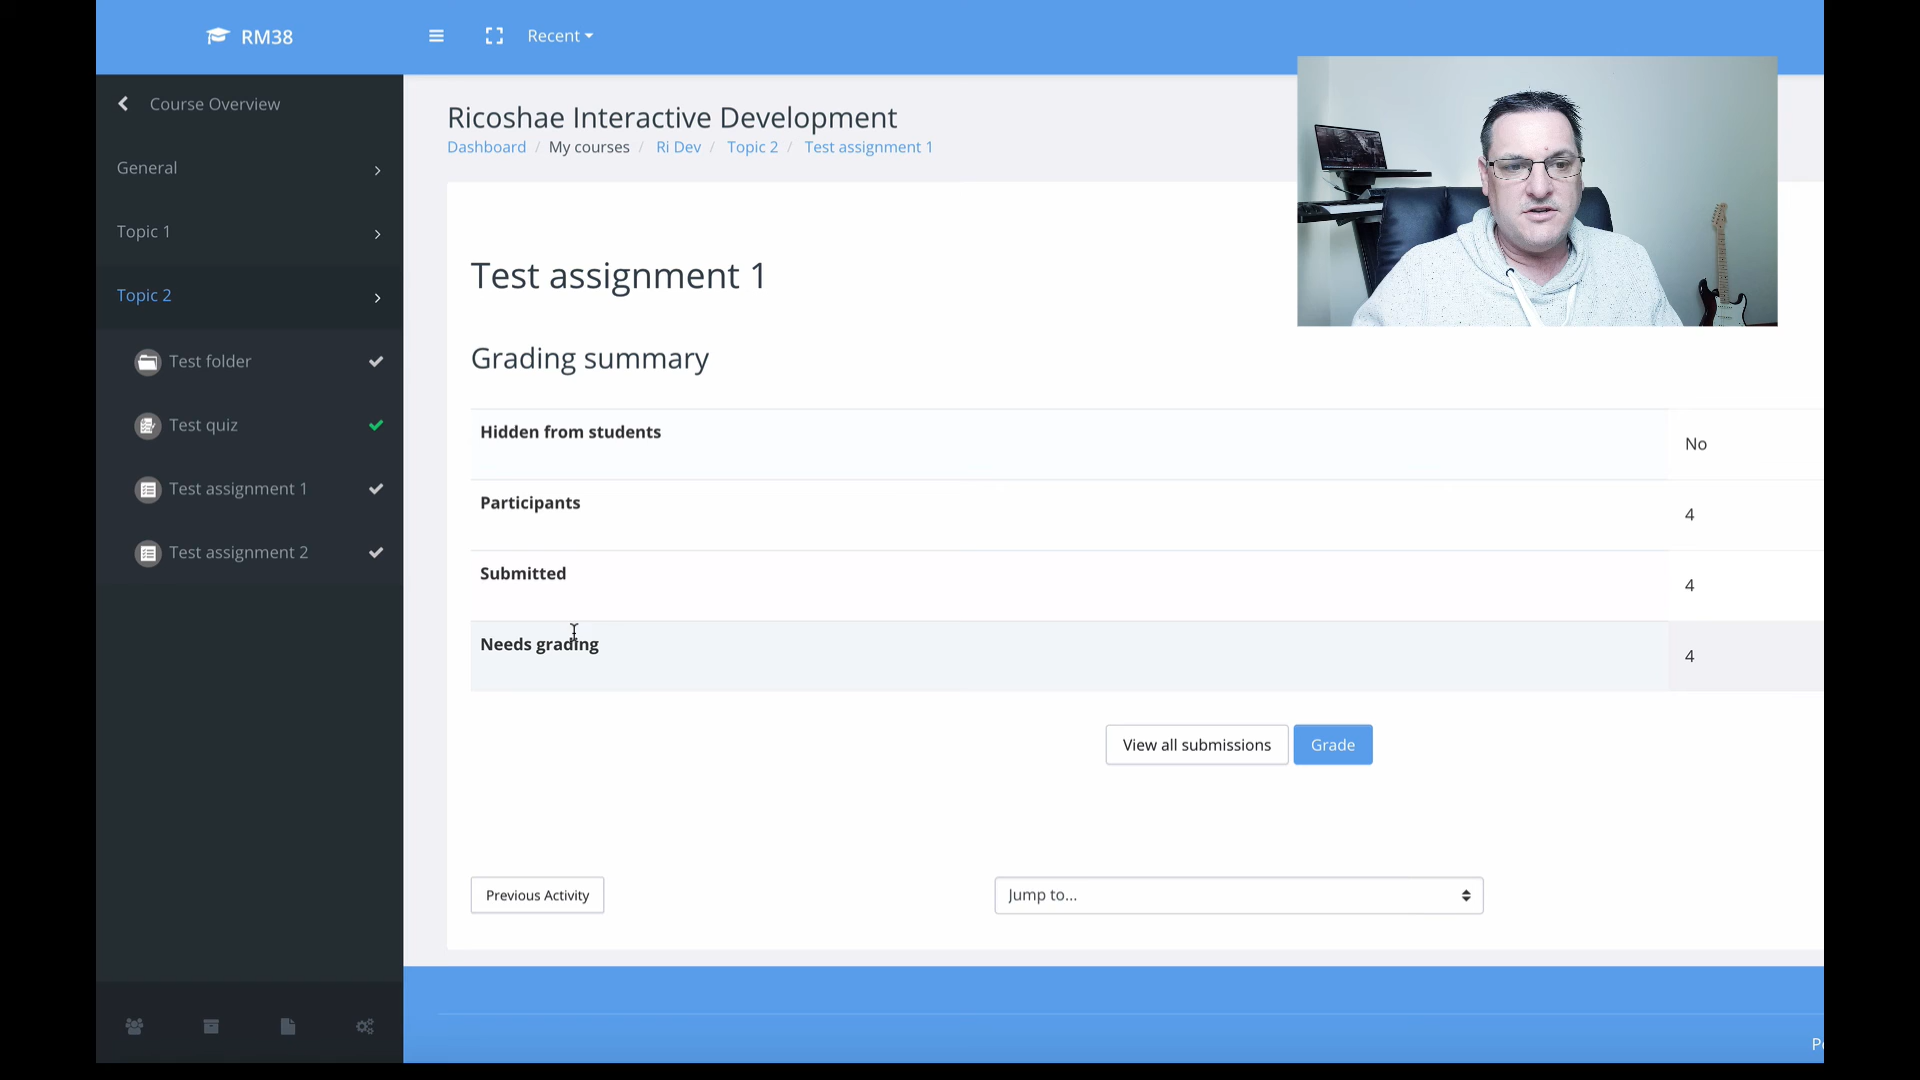 RM38
Recent
Course Overview
General
Topic 1
Topic 2
Test folder
Test quiz
Test assignment 1
Test assignment 2
Ricoshae Interactive Development
Dashboard / My courses / Ri Dev / Topic 2 / Test assignment 1
Test assignment 1
Grading summary
Hidden from students No
Participants 4
Submitted 4
Needs grading 4
View all submissions Grade
Previous Activity Jump to...